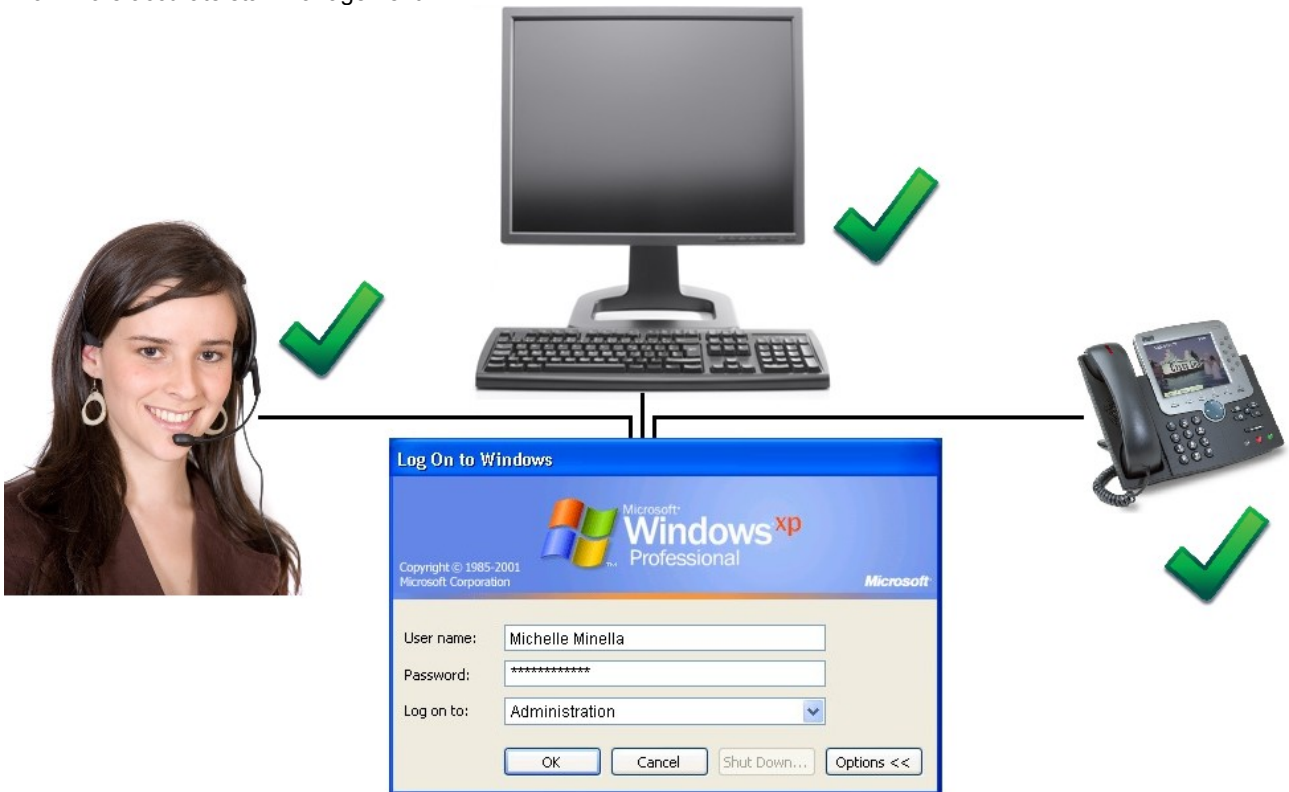 Log On to Windows
Microsoft
Windows xp
Professional
Copyright © 1985-2001
Microsoft Corporation
Microsoft
User name: Michelle Minella
Password: ************
Log on to: Administration
OK Cancel Shut Down... Options <<